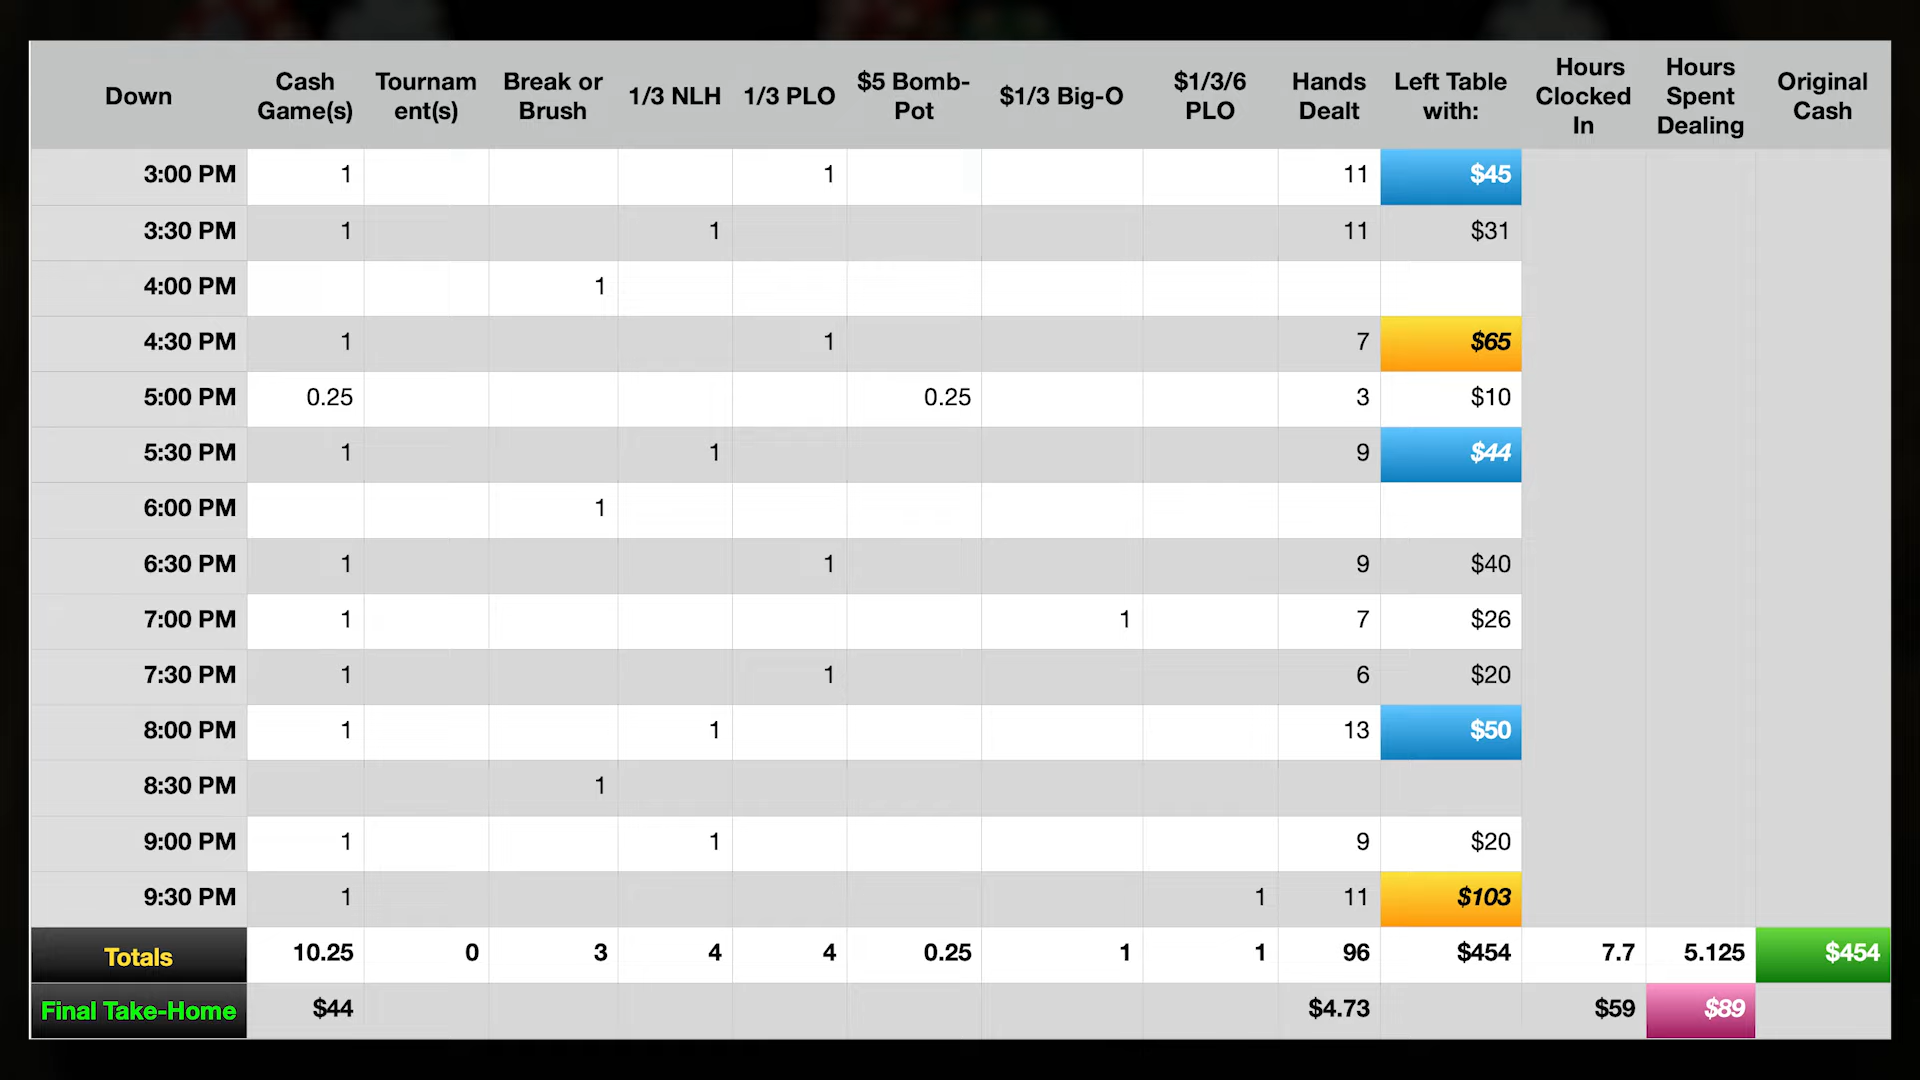 Down Cash Game(s) Tournam ent(s) Break or Brush 1/3 NLH 1/3 PLO $5 Bomb-Pot $1/3 Big-O $1/3/6 PLO Hands Dealt Left Table with: Hours Clocked In Hours Spent Dealing Original Cash
3:00 PM 1 1 11 $45
3:30 PM 1 1 11 $31
4:00 PM 1
4:30 PM 1 1 7 $65
5:00 PM 0.25 0.25 3 $10
5:30 PM 1 1 9 $44
6:00 PM 1
6:30 PM 1 1 9 $40
7:00 PM 1 1 7 $26
7:30 PM 1 1 6 $20
8:00 PM 1 1 13 $50
8:30 PM 1
9:00 PM 1 1 9 $20
9:30 PM 1 1 11 $103
Totals 10.25 0 3 4 4 0.25 1 1 96 $454 7.7 5.125 $454
Final Take-Home $44 $4.73 $59 $89